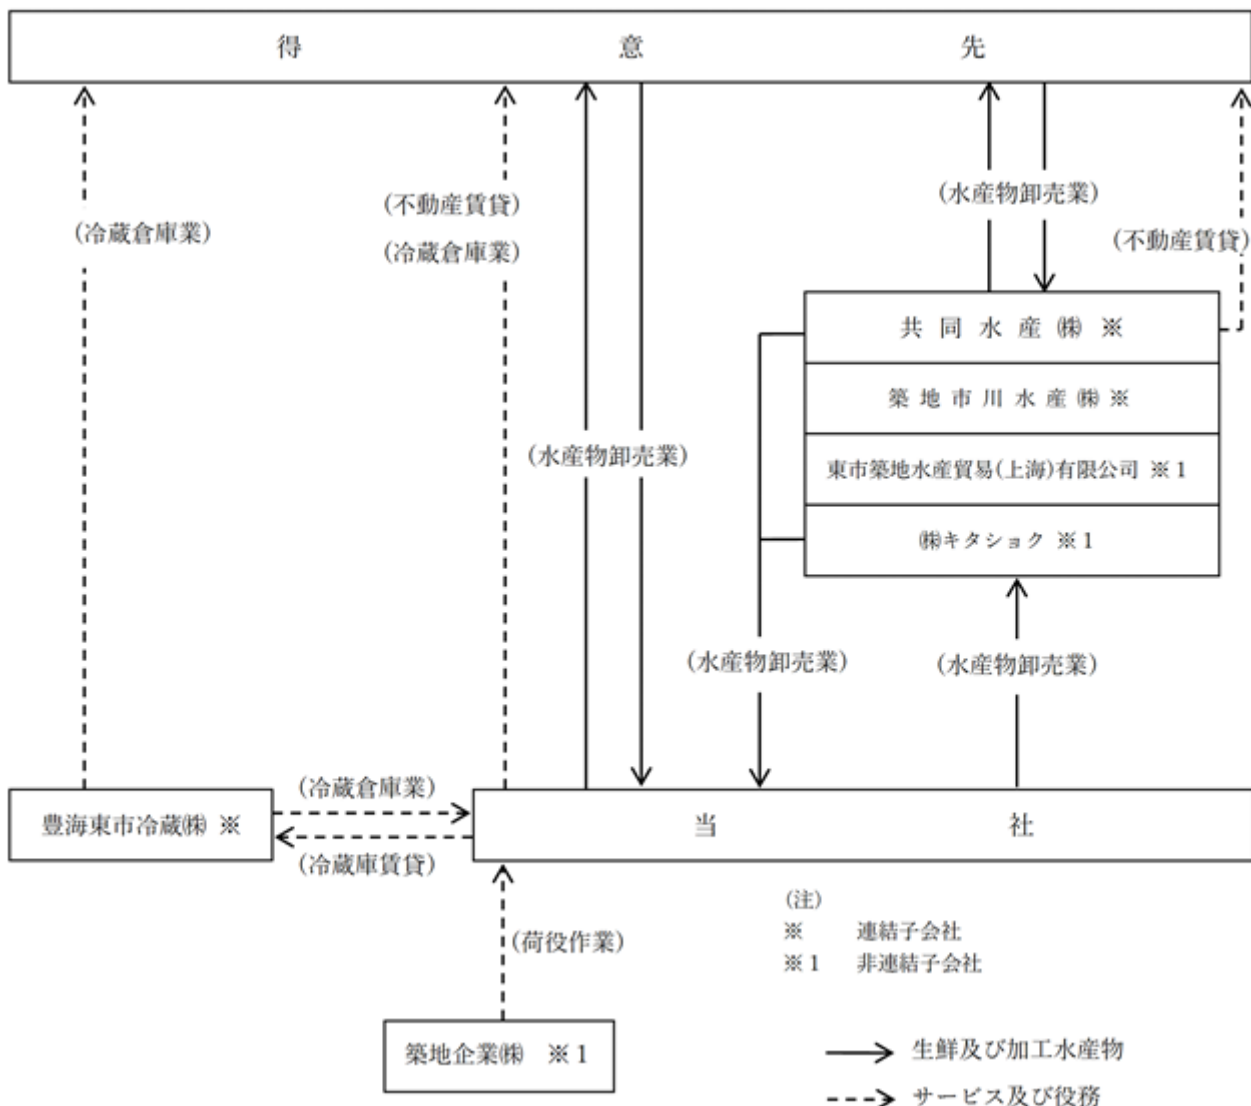 得意先
(不動産賃貸)
(冷蔵倉庫業)
(冷蔵倉庫業)
(水産物卸売業)
(不動産賃貸)
共同水産㈱ ※
築地市川水産㈱ ※
東市築地水産貿易(上海)有限公司 ※1
㈱キタショク ※1
(水産物卸売業)
(水産物卸売業)
(水産物卸売業)
(冷蔵倉庫業)
豊海東市冷蔵㈱ ※
当社
(冷蔵庫賃貸)
(荷役作業)
築地企業㈱ ※1
(注)
※ 連結子会社
※1 非連結子会社
生鮮及び加工水産物
サービス及び役務